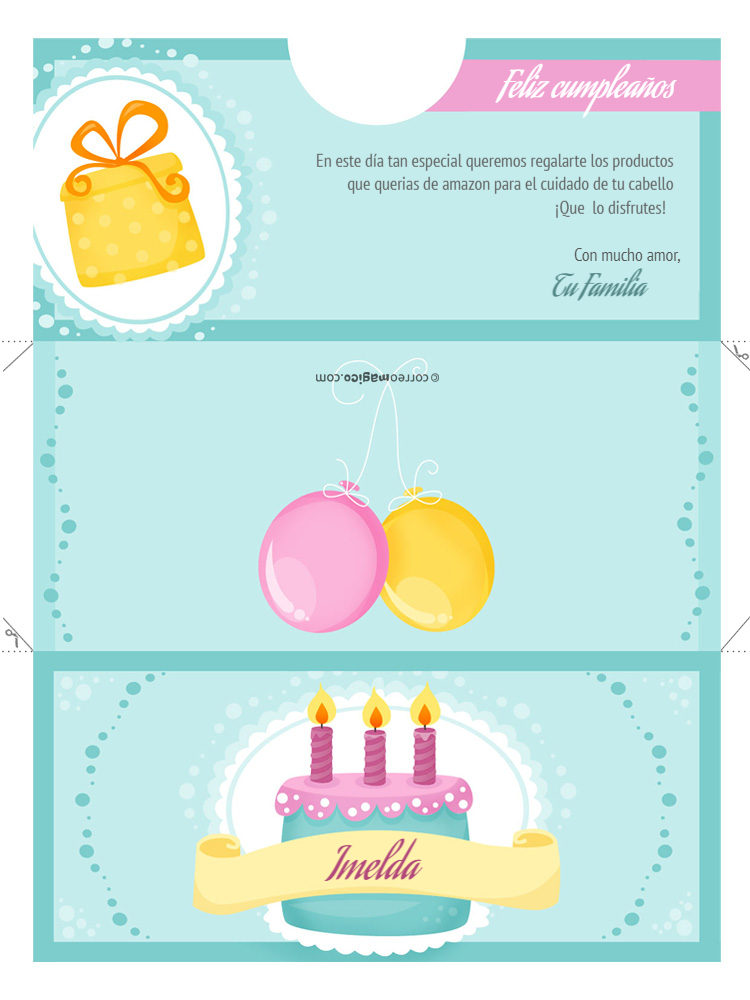 Feliz cumpleaños
En este día tan especial queremos regalarte los productos
que querias de amazon para el cuidado de tu cabello
¡Que lo disfrutes!
Con mucho amor,
Tu Familia
© correomagico.com
Imelda